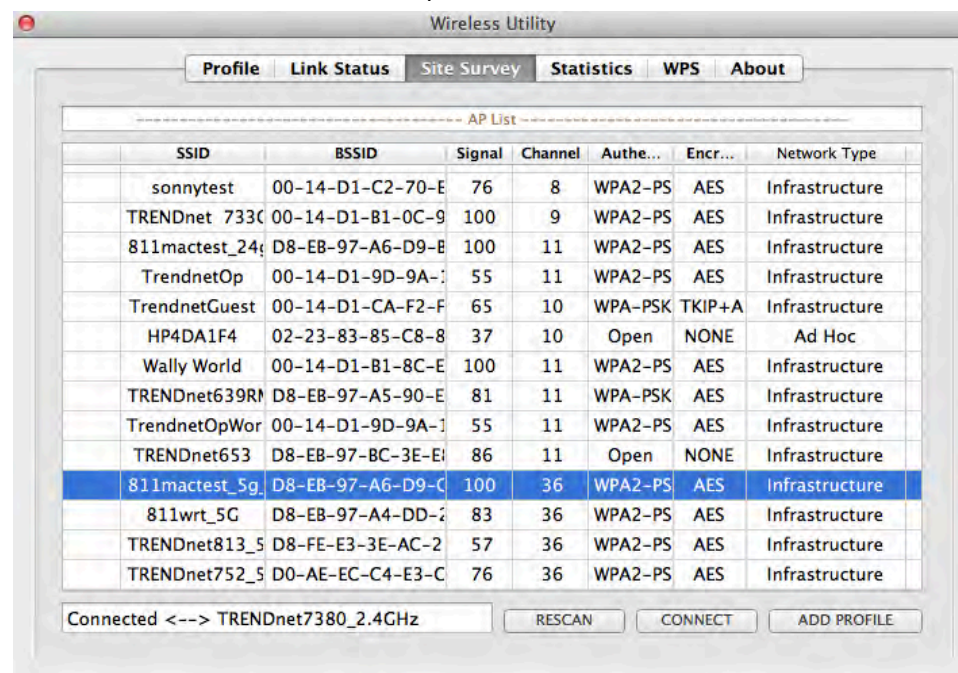 Wireless Utility
Profile Link Status Site Survey Statistics WPS About
AP List
SSID BSSID Signal Channel Authe... Encr... Network Type
sonnytest 00-14-D1-C2-70-E 76 8 WPA2-PS AES Infrastructure
TRENDnet 733( 00-14-D1-B1-0C-9 100 9 WPA2-PS AES Infrastructure
811mactest_24g D8-EB-97-A6-D9-B 100 11 WPA2-PS AES Infrastructure
TrendnetOp 00-14-D1-9D-9A-1 55 11 WPA2-PS AES Infrastructure
TrendnetGuest 00-14-D1-CA-F2-F 65 10 WPA-PSK TKIP+A Infrastructure
HP4DA1F4 02-23-83-85-C8-8 37 10 Open NONE Ad Hoc
Wally World 00-14-D1-B1-8C-E 100 11 WPA2-PS AES Infrastructure
TRENDnet639RM D8-EB-97-A5-90-E 81 11 WPA-PSK AES Infrastructure
TrendnetOpWor 00-14-D1-9D-9A-1 55 11 WPA2-PS AES Infrastructure
TRENDnet653 D8-EB-97-BC-3E-E 86 11 Open NONE Infrastructure
811mactest_5g_ D8-EB-97-A6-D9-C 100 36 WPA2-PS AES Infrastructure
811wrt_5G D8-EB-97-A4-DD-2 83 36 WPA2-PS AES Infrastructure
TRENDnet813_5 D8-FE-E3-3E-AC-2 57 36 WPA2-PS AES Infrastructure
TRENDnet752_5 D0-AE-EC-C4-E3-C 76 36 WPA2-PS AES Infrastructure
Connected <--> TRENDnet7380_2.4GHz RESCAN CONNECT ADD PROFILE